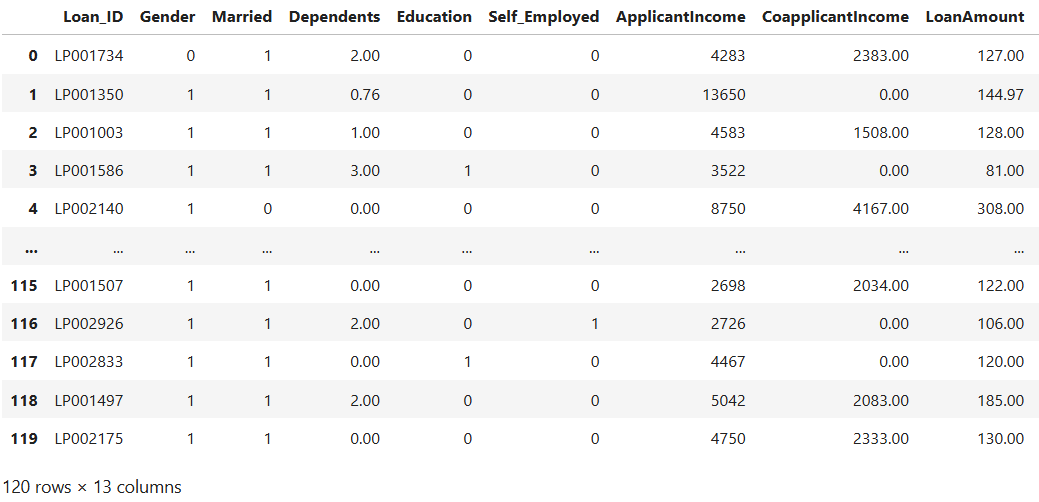 Loan_ID Gender Married Dependents Education Self_Employed ApplicantIncome CoapplicantIncome LoanAmount
0 LP001734 0 1 2.00 0 0 4283 2383.00 127.00
1 LP001350 1 1 0.76 0 0 13650 0.00 144.97
2 LP001003 1 1 1.00 0 0 4583 1508.00 128.00
3 LP001586 1 1 3.00 1 0 3522 0.00 81.00
4 LP002140 1 0 0.00 0 0 8750 4167.00 308.00
... ... ... ... ... ... ... ... ... ...
115 LP001507 1 1 0.00 0 0 2698 2034.00 122.00
116 LP002926 1 1 2.00 0 1 2726 0.00 106.00
117 LP002833 1 1 0.00 1 0 4467 0.00 120.00
118 LP001497 1 1 2.00 0 0 5042 2083.00 185.00
119 LP002175 1 1 0.00 0 0 4750 2333.00 130.00
120 rows × 13 columns